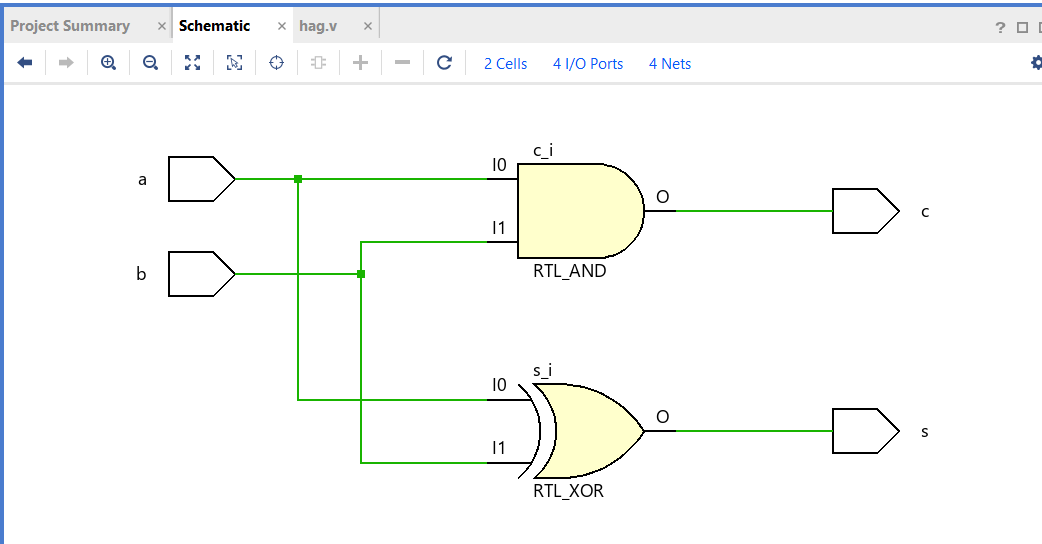 Project Summary × Schematic × hag.v ×
?
2 Cells 4 I/O Ports 4 Nets
c_i
a I0 O c
I1
b RTL_AND
s_i
I0 O s
I1
RTL_XOR